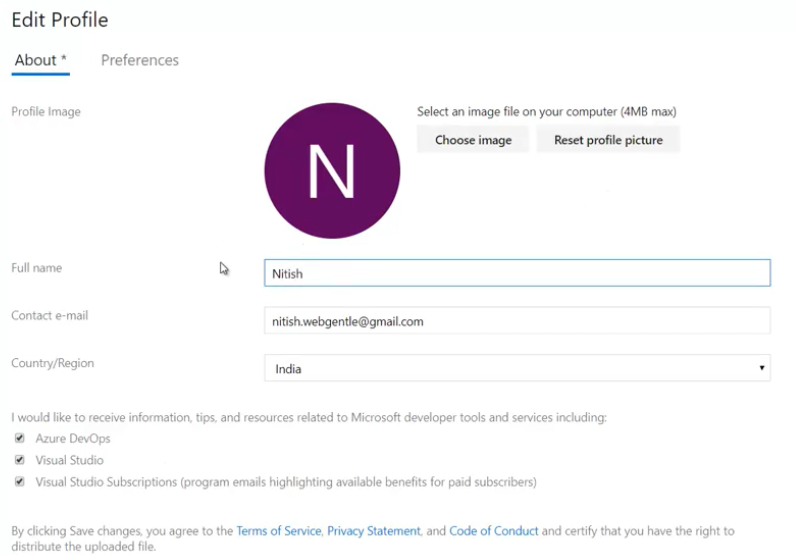 Edit Profile
About * Preferences
Profile Image
N
Select an image file on your computer (4MB max)
Choose image Reset profile picture
Full name
Nitish
Contact e-mail
nitish.webgentle@gmail.com
Country/Region
India
I would like to receive information, tips, and resources related to Microsoft developer tools and services including:
Azure DevOps
Visual Studio
Visual Studio Subscriptions (program emails highlighting available benefits for paid subscribers)
By clicking Save changes, you agree to the Terms of Service, Privacy Statement, and Code of Conduct and certify that you have the right to
distribute the uploaded file.